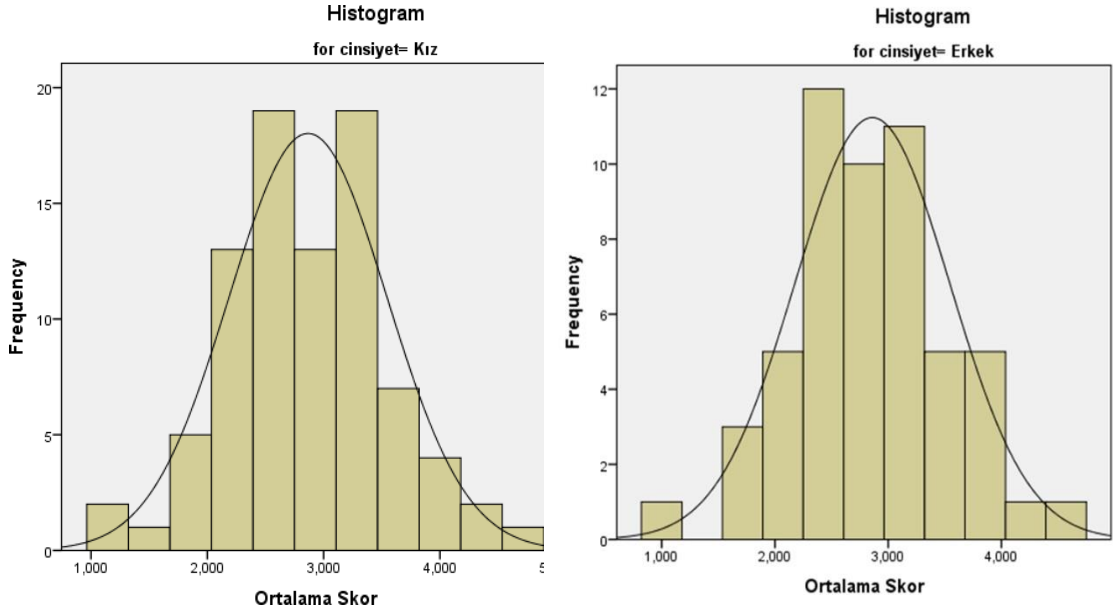 Histogram
for cinsiyet= Kız
20
15
10
5
0
Frequency
1,000 2,000 3,000 4,000 5
Ortalama Skor
Histogram
for cinsiyet= Erkek
12
10
8
6
4
2
0
Frequency
1,000 2,000 3,000 4,000
Ortalama Skor